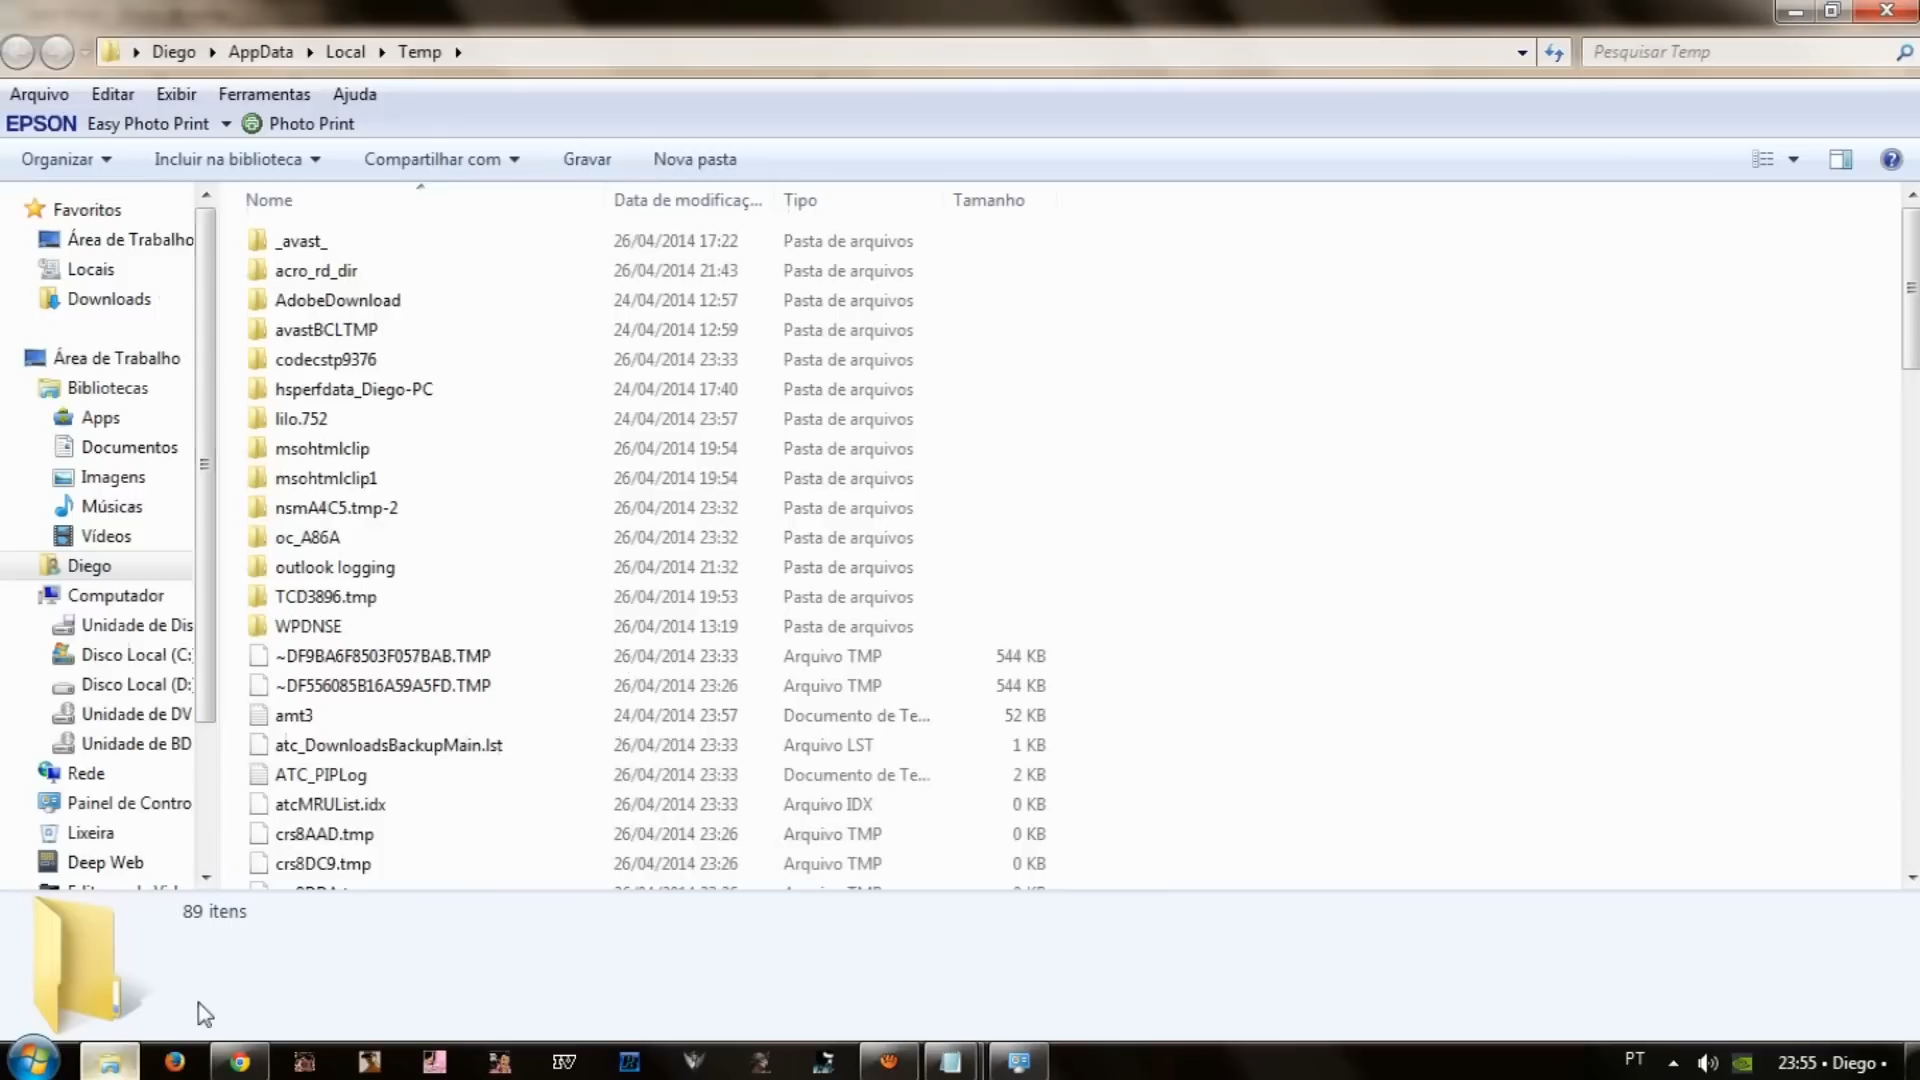 Diego AppData Local Temp
Pesquisar Temp
Arquivo Editar Exibir Ferramentas Ajuda
EPSON Easy Photo Print Photo Print
Organizar Incluir na biblioteca Compartilhar com Gravar Nova pasta
Favoritos
Área de Trabalho
Locais
Downloads
Área de Trabalho
Bibliotecas
Apps
Documentos
Imagens
Músicas
Vídeos
Diego
Computador
Unidade de Dis
Disco Local (C:
Disco Local (D:
Unidade de DV
Unidade de BD
Rede
Painel de Contro
Lixeira
Deep Web
Nome Data de modificaç... Tipo Tamanho
_avast_ 26/04/2014 17:22 Pasta de arquivos
acro_rd_dir 26/04/2014 21:43 Pasta de arquivos
AdobeDownload 24/04/2014 12:57 Pasta de arquivos
avastBCLTMP 24/04/2014 12:59 Pasta de arquivos
codecstp9376 26/04/2014 23:33 Pasta de arquivos
hsperfdata_Diego-PC 24/04/2014 17:40 Pasta de arquivos
lilo.752 24/04/2014 23:57 Pasta de arquivos
msohtmlclip 26/04/2014 19:54 Pasta de arquivos
msohtmlclip1 26/04/2014 19:54 Pasta de arquivos
nsmA4C5.tmp-2 26/04/2014 23:32 Pasta de arquivos
oc_A86A 26/04/2014 23:32 Pasta de arquivos
outlook logging 26/04/2014 21:32 Pasta de arquivos
TCD3896.tmp 26/04/2014 19:53 Pasta de arquivos
WPDNSE 26/04/2014 13:19 Pasta de arquivos
~DF9BA6F8503F057BAB.TMP 26/04/2014 23:33 Arquivo TMP 544 KB
~DF556085B16A59A5FD.TMP 26/04/2014 23:26 Arquivo TMP 544 KB
amt3 24/04/2014 23:57 Documento de Te... 52 KB
atc_DownloadsBackupMain.lst 26/04/2014 23:33 Arquivo LST 1 KB
ATC_PIPLog 26/04/2014 23:33 Documento de Te... 2 KB
atcMRUList.idx 26/04/2014 23:33 Arquivo IDX 0 KB
crs8AAD.tmp 26/04/2014 23:26 Arquivo TMP 0 KB
crs8DC9.tmp 26/04/2014 23:26 Arquivo TMP 0 KB
89 itens
PT 23:55 • Diego •